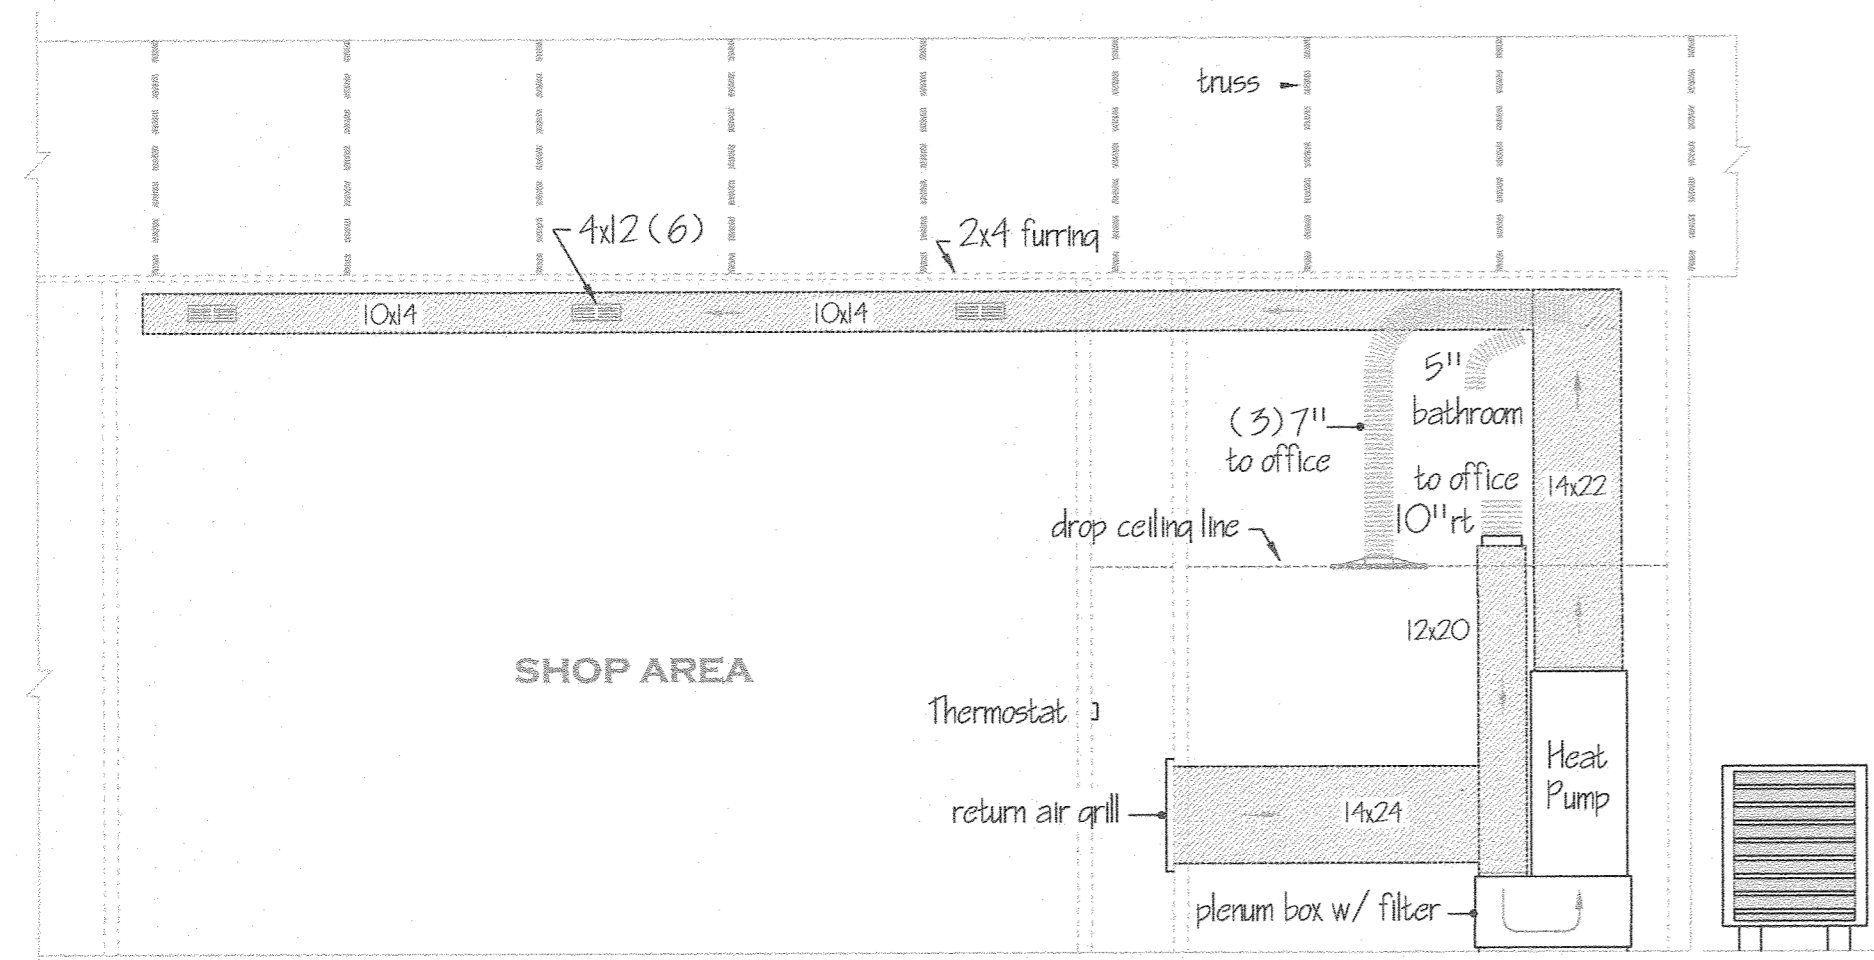 truss
4x12 (6)
2x4 furring
10x14
10x14
5"
bathroom
(3) 7"
to office
to office
10"rt
14x22
drop ceiling line
12x20
SHOP AREA
Thermostat
Heat
Pump
return air grill
14x24
plenum box w/ filter